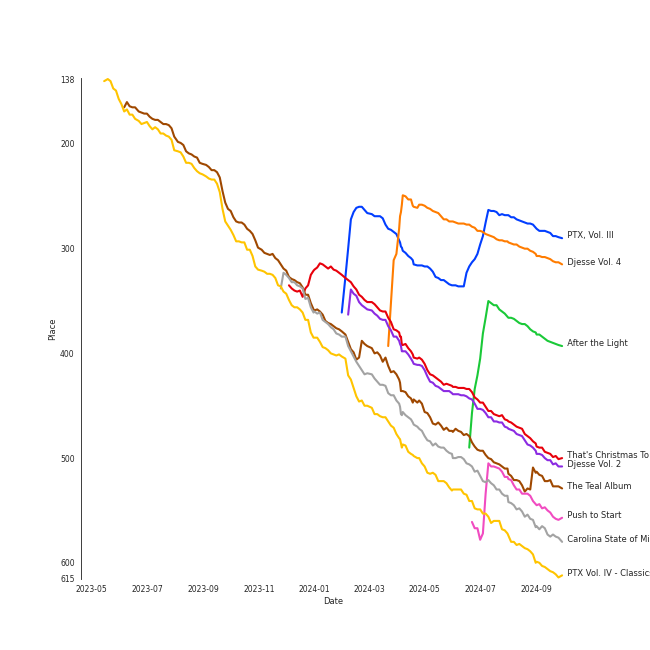 138
200
300
400
500
600
615
Place
2023-05
2023-07
2023-09
2023-11
2024-01
2024-03
2024-05
2024-07
2024-09
Date
PTX, Vol. III
Djesse Vol. 4
After the Light
That's Christmas To
Djesse Vol. 2
The Teal Album
Push to Start
Carolina State of Mi
PTX Vol. IV - Classic